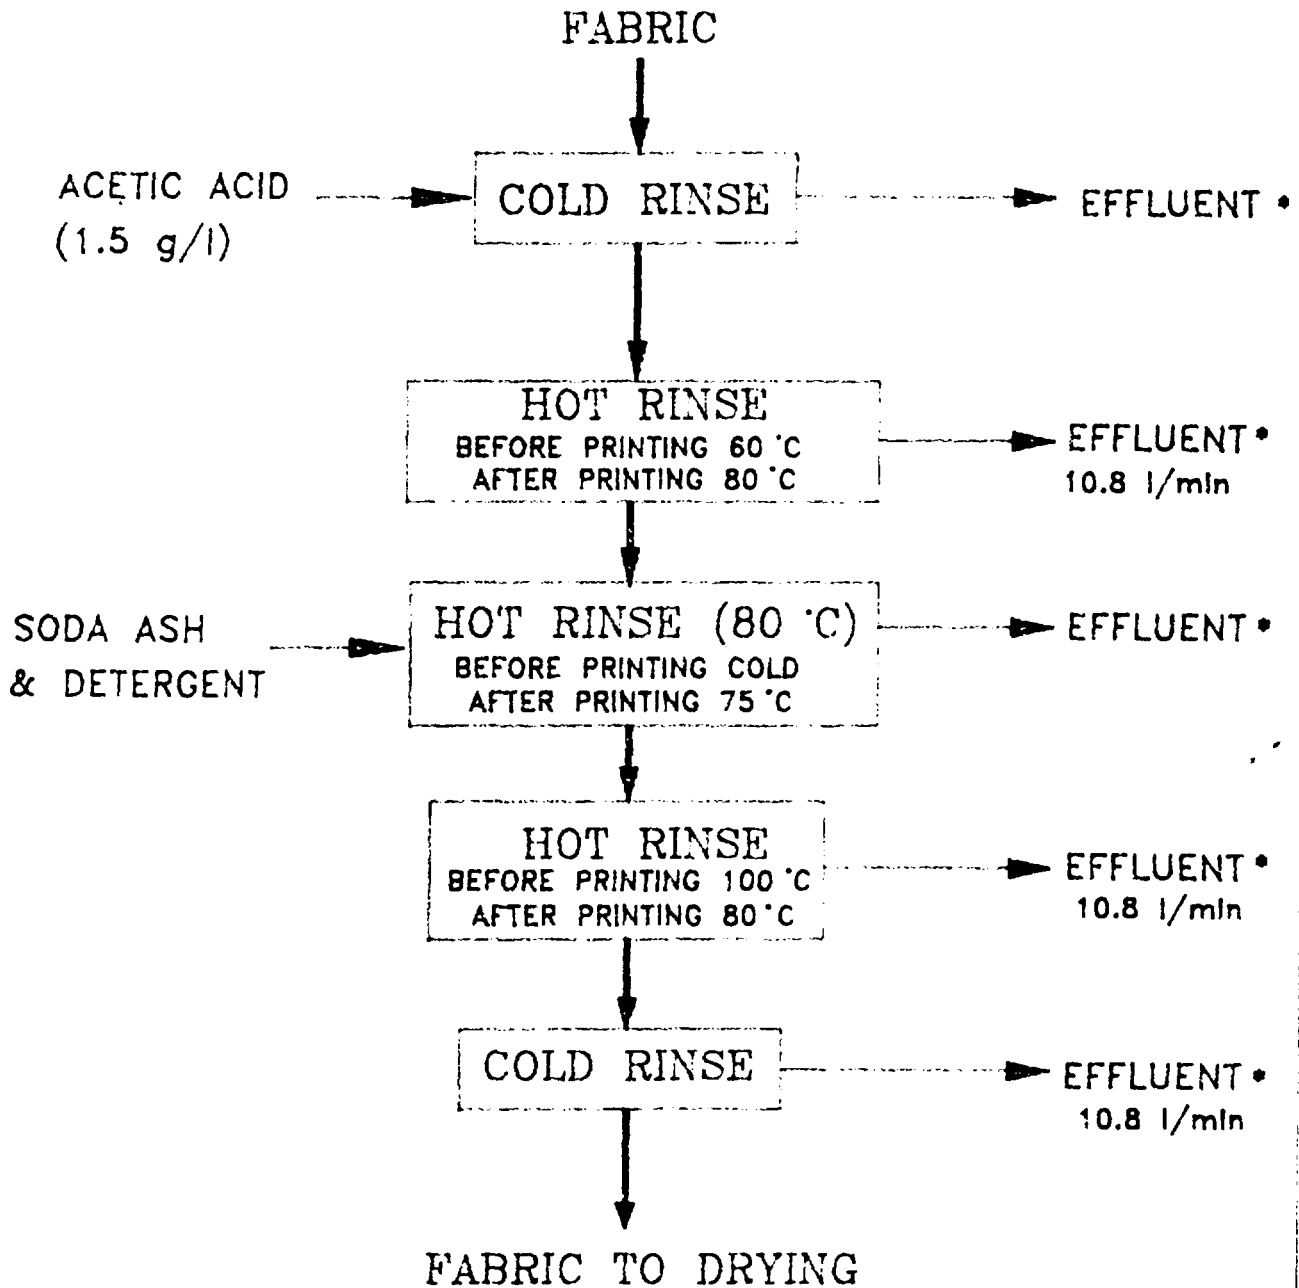 FABRIC
ACETIC ACID
(1.5 g/l)
COLD RINSE
EFFLUENT *
HOT RINSE
BEFORE PRINTING 60 °C
AFTER PRINTING 80 °C
EFFLUENT *
10.8 l/min
SODA ASH
& DETERGENT
HOT RINSE (80 °C)
BEFORE PRINTING COLD
AFTER PRINTING 75 °C
EFFLUENT *
HOT RINSE
BEFORE PRINTING 100 °C
AFTER PRINTING 80 °C
EFFLUENT *
10.8 l/min
COLD RINSE
EFFLUENT *
10.8 l/min
FABRIC TO DRYING